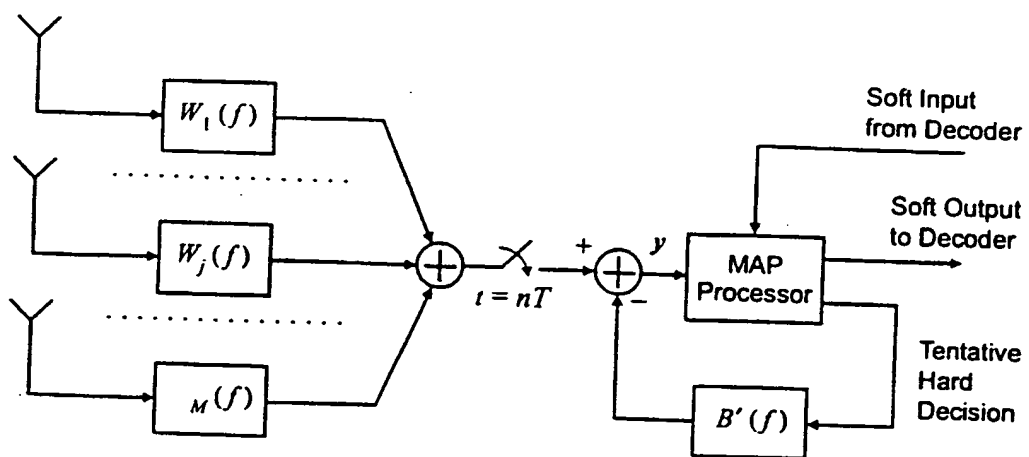 W₁(f)
Wⱼ(f)
M(f)
t = nT
+
−
y
MAP
Processor
Soft Input
from Decoder
Soft Output
to Decoder
Tentative
Hard
Decision
B′(f)